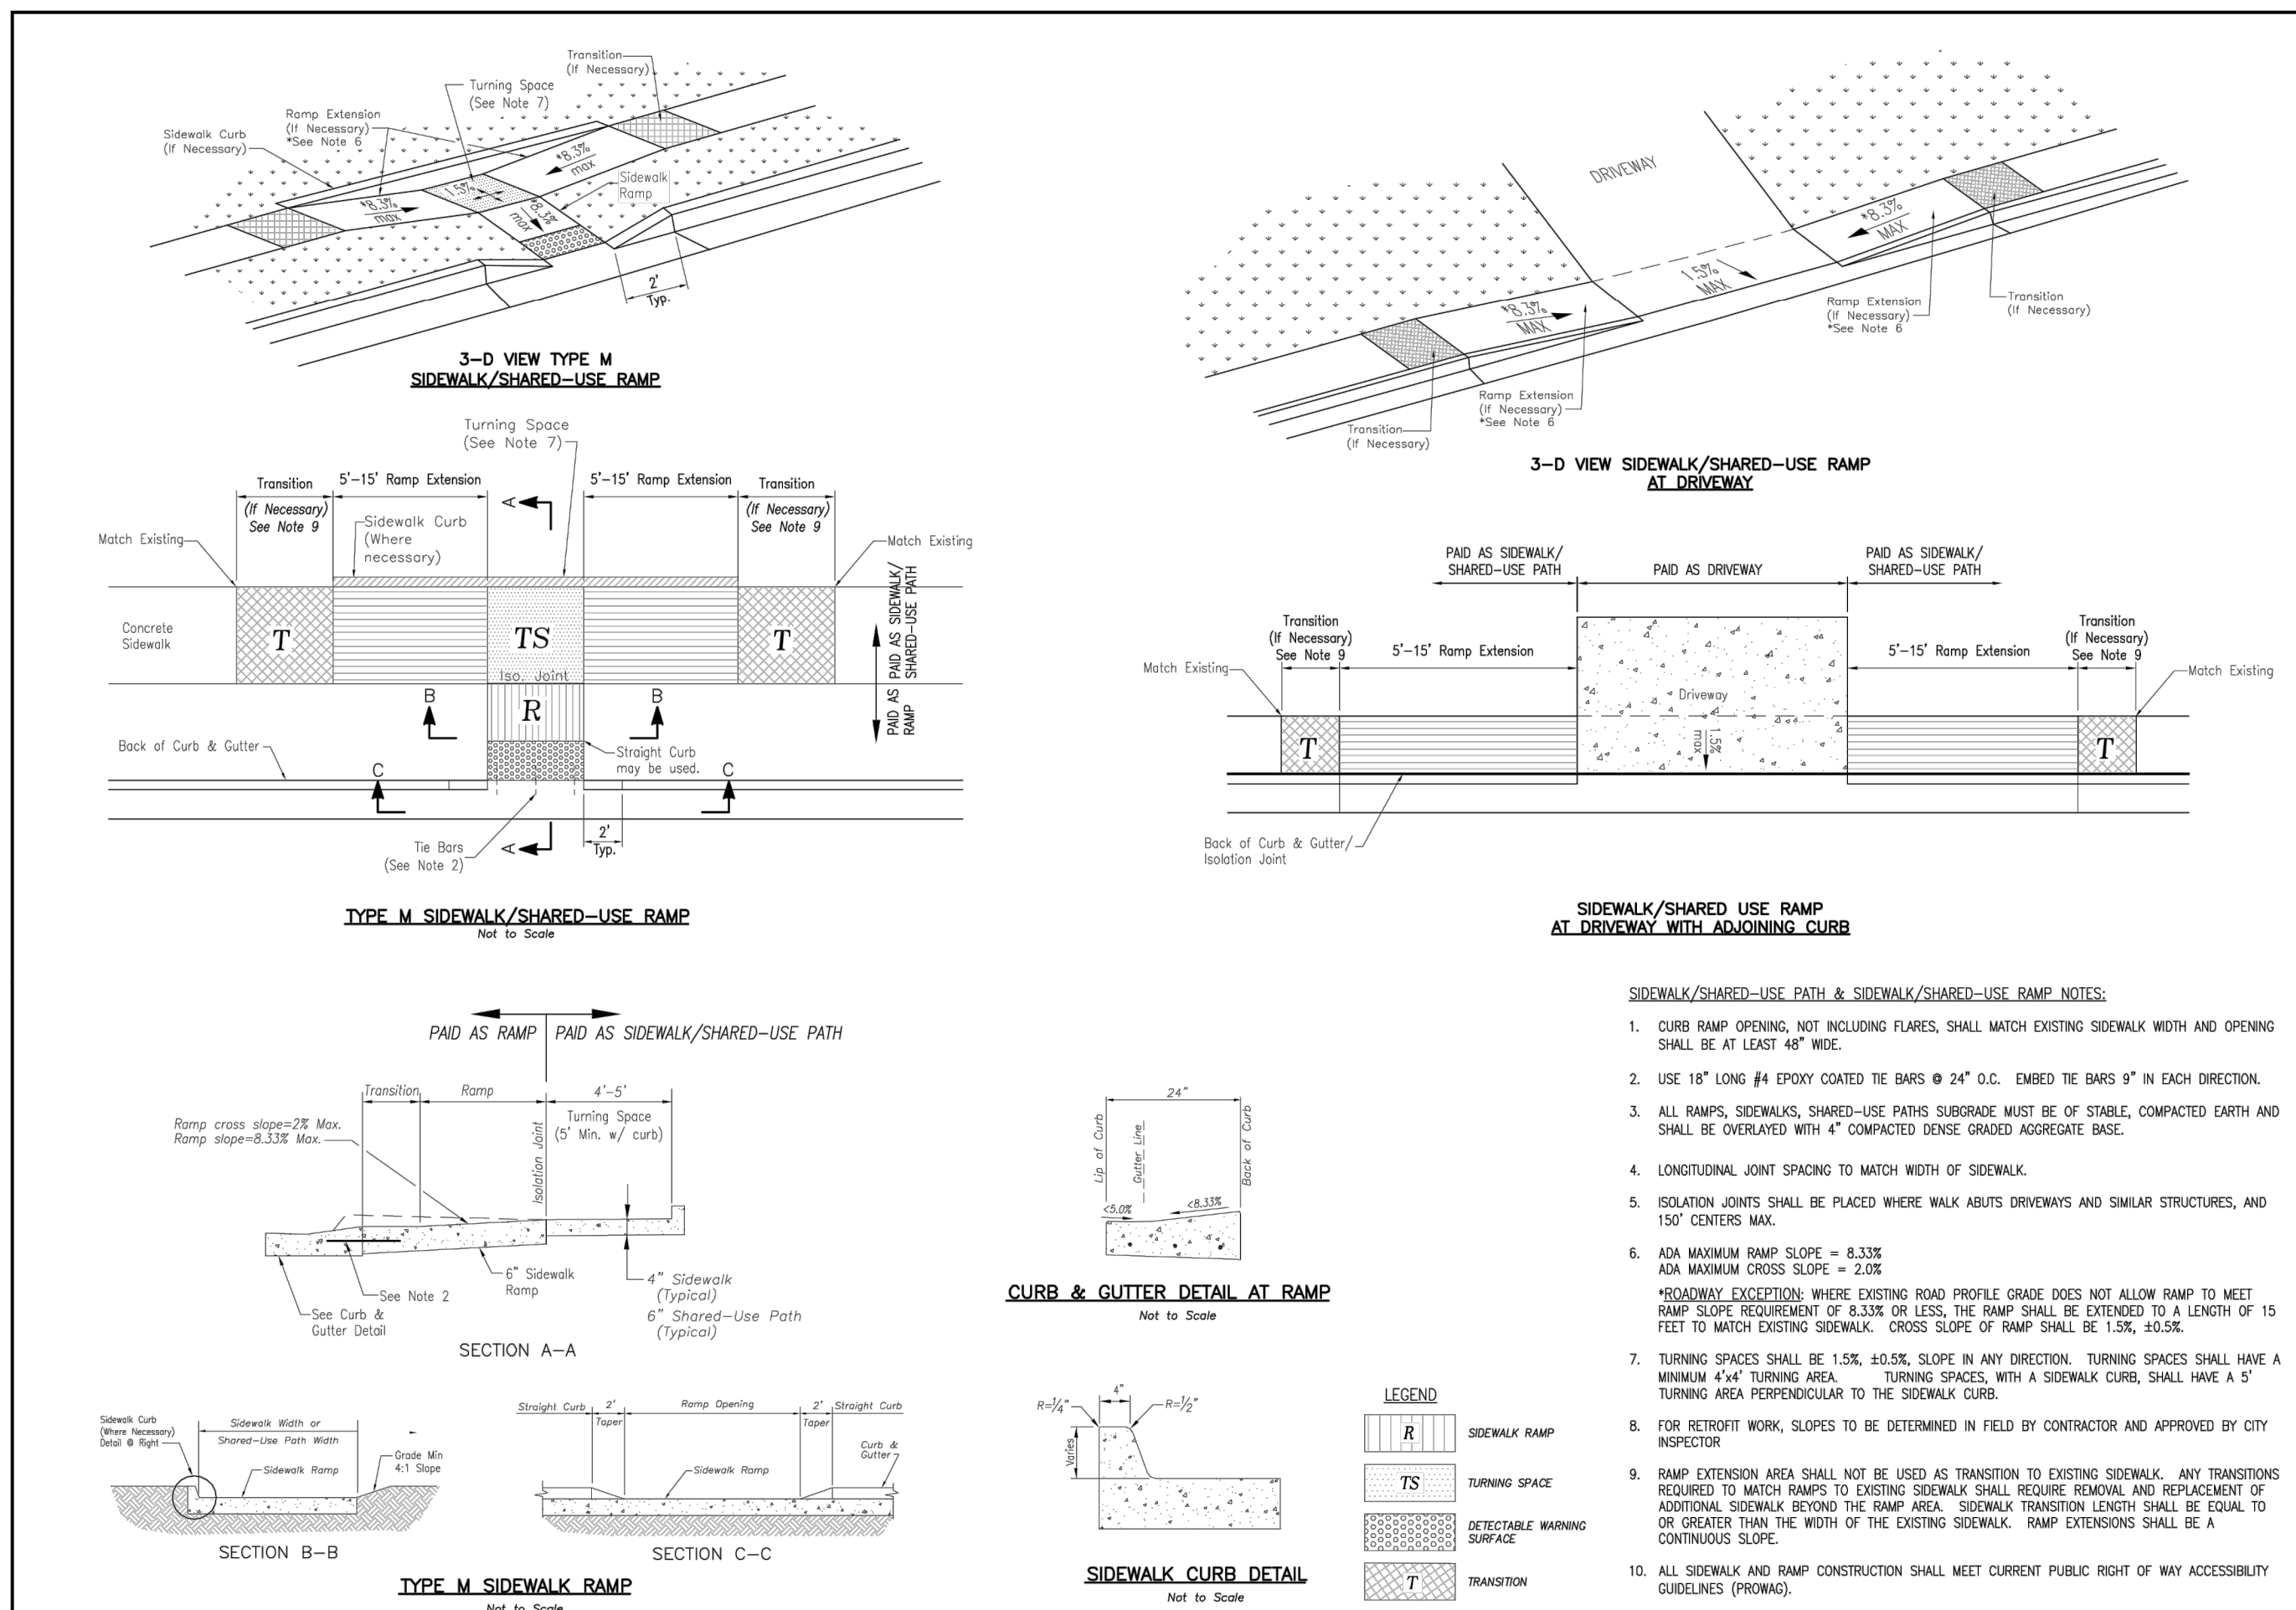 Transition
(If Necessary)
Turning Space
(See Note 7)
Ramp Extension
(If Necessary)
*See Note 6
Sidewalk Curb
(If Necessary)
*8.3%
max
Sidewalk
Ramp
1.5%
*8.3%
max
*8.3%
max
2'
Typ.
3-D VIEW TYPE M
SIDEWALK/SHARED-USE RAMP
DRIVEWAY
*8.3%
MAX
1.5%
MAX
*8.3%
MAX
Ramp Extension
(If Necessary)
*See Note 6
Transition
(If Necessary)
Ramp Extension
(If Necessary)
*See Note 6
Transition
(If Necessary)
3-D VIEW SIDEWALK/SHARED-USE RAMP
AT DRIVEWAY
Turning Space
(See Note 7)
Transition
(If Necessary)
See Note 9
5'-15' Ramp Extension
A
5'-15' Ramp Extension
Transition
(If Necessary)
See Note 9
Sidewalk Curb
(Where
necessary)
Match Existing
Match Existing
Concrete
Sidewalk
T
TS
T
Iso. Joint
PAID AS SIDEWALK/
SHARED-USE PATH
PAID AS
RAMP
B
R
B
Back of Curb & Gutter
Straight Curb
may be used.
C
C
Tie Bars
(See Note 2)
A
2'
Typ.
TYPE M SIDEWALK/SHARED-USE RAMP
Not to Scale
PAID AS SIDEWALK/
SHARED-USE PATH
PAID AS DRIVEWAY
PAID AS SIDEWALK/
SHARED-USE PATH
Transition
(If Necessary)
See Note 9
5'-15' Ramp Extension
5'-15' Ramp Extension
Transition
(If Necessary)
See Note 9
Match Existing
Match Existing
Driveway
T
1.5%
max
T
Back of Curb & Gutter/
Isolation Joint
SIDEWALK/SHARED USE RAMP
AT DRIVEWAY WITH ADJOINING CURB
PAID AS RAMP
PAID AS SIDEWALK/SHARED-USE PATH
Transition
Ramp
4'-5'
Turning Space
(5' Min. w/ curb)
Ramp cross slope=2% Max.
Ramp slope=8.33% Max.
Isolation Joint
6" Sidewalk
Ramp
See Note 2
See Curb &
Gutter Detail
4" Sidewalk
(Typical)
6" Shared-Use Path
(Typical)
SECTION A-A
24"
Lip of Curb
Gutter Line
Back of Curb
<5.0%
<8.33%
CURB & GUTTER DETAIL AT RAMP
Not to Scale
Sidewalk Curb
(Where Necessary)
Detail @ Right
Sidewalk Width or
Shared-Use Path Width
Sidewalk Ramp
Grade Min
4:1 Slope
SECTION B-B
Straight Curb
2'
Taper
Ramp Opening
2'
Taper
Straight Curb
Curb &
Gutter
Sidewalk Ramp
SECTION C-C
TYPE M SIDEWALK RAMP
Not to Scale
4"
R=1/4"
R=1/2"
Varies
SIDEWALK CURB DETAIL
Not to Scale
LEGEND
R
SIDEWALK RAMP
TS
TURNING SPACE
DETECTABLE WARNING
SURFACE
T
TRANSITION
SIDEWALK/SHARED-USE PATH & SIDEWALK/SHARED-USE RAMP NOTES:
1. CURB RAMP OPENING, NOT INCLUDING FLARES, SHALL MATCH EXISTING SIDEWALK WIDTH AND OPENING
SHALL BE AT LEAST 48" WIDE.
2. USE 18" LONG #4 EPOXY COATED TIE BARS @ 24" O.C. EMBED TIE BARS 9" IN EACH DIRECTION.
3. ALL RAMPS, SIDEWALKS, SHARED-USE PATHS SUBGRADE MUST BE OF STABLE, COMPACTED EARTH AND
SHALL BE OVERLAYED WITH 4" COMPACTED DENSE GRADED AGGREGATE BASE.
4. LONGITUDINAL JOINT SPACING TO MATCH WIDTH OF SIDEWALK.
5. ISOLATION JOINTS SHALL BE PLACED WHERE WALK ABUTS DRIVEWAYS AND SIMILAR STRUCTURES, AND
150' CENTERS MAX.
6. ADA MAXIMUM RAMP SLOPE = 8.33%
ADA MAXIMUM CROSS SLOPE = 2.0%
*ROADWAY EXCEPTION: WHERE EXISTING ROAD PROFILE GRADE DOES NOT ALLOW RAMP TO MEET
RAMP SLOPE REQUIREMENT OF 8.33% OR LESS, THE RAMP SHALL BE EXTENDED TO A LENGTH OF 15
FEET TO MATCH EXISTING SIDEWALK. CROSS SLOPE OF RAMP SHALL BE 1.5%, ±0.5%.
7. TURNING SPACES SHALL BE 1.5%, ±0.5%, SLOPE IN ANY DIRECTION. TURNING SPACES SHALL HAVE A
MINIMUM 4'x4' TURNING AREA. TURNING SPACES, WITH A SIDEWALK CURB, SHALL HAVE A 5'
TURNING AREA PERPENDICULAR TO THE SIDEWALK CURB.
8. FOR RETROFIT WORK, SLOPES TO BE DETERMINED IN FIELD BY CONTRACTOR AND APPROVED BY CITY
INSPECTOR
9. RAMP EXTENSION AREA SHALL NOT BE USED AS TRANSITION TO EXISTING SIDEWALK. ANY TRANSITIONS
REQUIRED TO MATCH RAMPS TO EXISTING SIDEWALK SHALL REQUIRE REMOVAL AND REPLACEMENT OF
ADDITIONAL SIDEWALK BEYOND THE RAMP AREA. SIDEWALK TRANSITION LENGTH SHALL BE EQUAL TO
OR GREATER THAN THE WIDTH OF THE EXISTING SIDEWALK. RAMP EXTENSIONS SHALL BE A
CONTINUOUS SLOPE.
10. ALL SIDEWALK AND RAMP CONSTRUCTION SHALL MEET CURRENT PUBLIC RIGHT OF WAY ACCESSIBILITY
GUIDELINES (PROWAG).